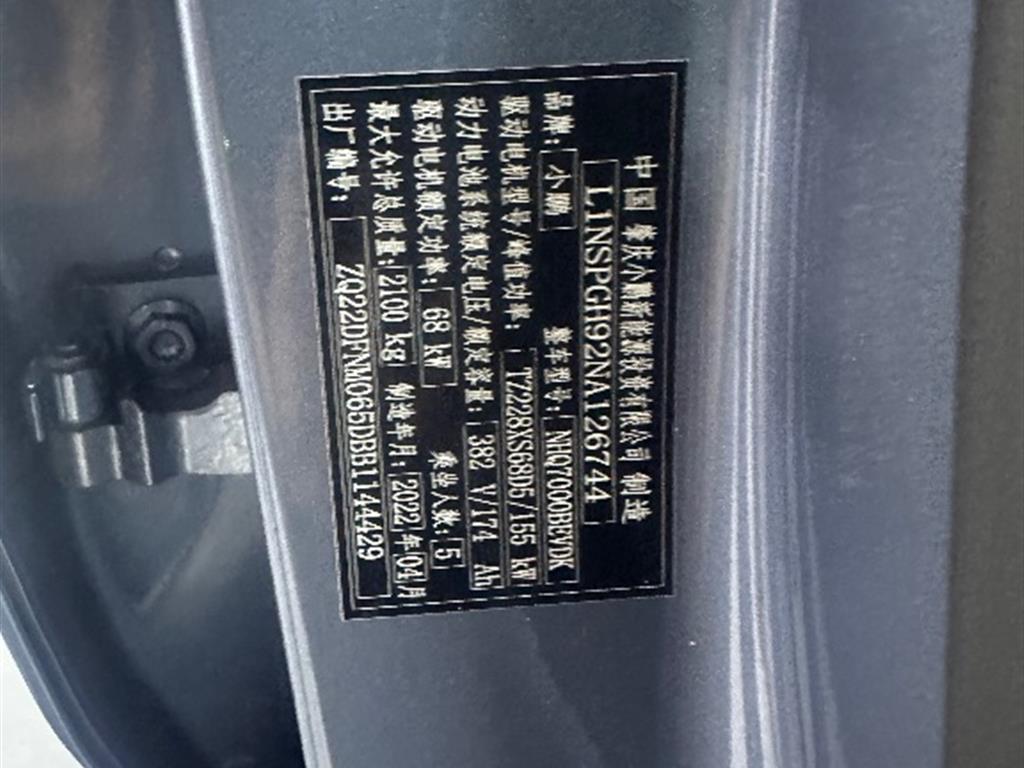 中国 肇庆小鹏新能源投资有限公司 制造
L1NSPGH92NA126744
品牌: 小鹏 整车型号: NHQ7000BEVDK
驱动电机型号/峰值功率: TZ228XS68D5/155 kW
动力电池系统额定电压/额定容量: 382 V/174 Ah
驱动电机额定功率: 68 kW 乘坐人数: 5
最大允许总质量: 2100 kg 制造年月: 2022年04月
出厂编号: ZQ22DFNM065DBB1144429